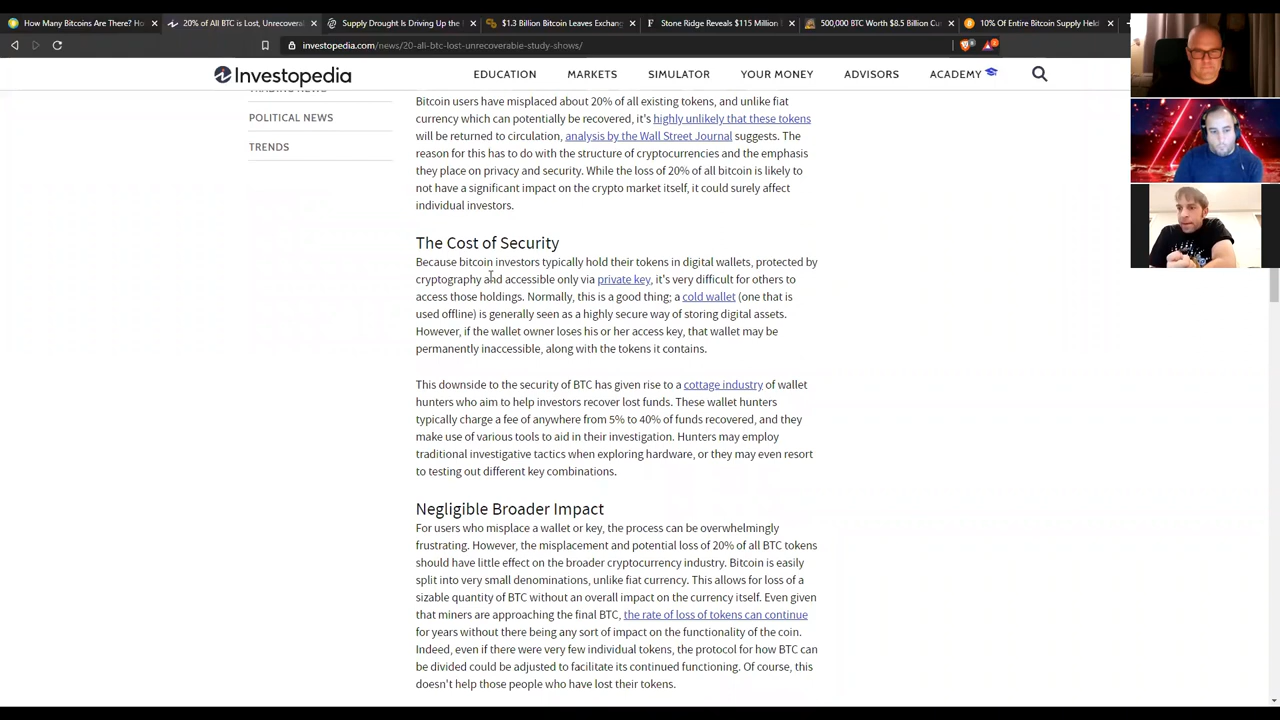 How Many Bitcoins Are There? Ho
20% of All BTC is Lost, Unrecoverab
Supply Drought Is Driving Up the
$1.3 Billion Bitcoin Leaves Exchang
Stone Ridge Reveals $115 Million
500,000 BTC Worth $8.5 Billion Cu
10% Of Entire Bitcoin Supply Held
investopedia.com/news/20-all-btc-lost-unrecoverable-study-shows/
Investopedia
EDUCATION
MARKETS
SIMULATOR
YOUR MONEY
ADVISORS
ACADEMY
POLITICAL NEWS
TRENDS
Bitcoin users have misplaced about 20% of all existing tokens, and unlike fiat
currency which can potentially be recovered, it's highly unlikely that these tokens
will be returned to circulation, analysis by the Wall Street Journal suggests. The
reason for this has to do with the structure of cryptocurrencies and the emphasis
they place on privacy and security. While the loss of 20% of all bitcoin is likely to
not have a significant impact on the crypto market itself, it could surely affect
individual investors.
The Cost of Security
Because bitcoin investors typically hold their tokens in digital wallets, protected by
cryptography and accessible only via private key, it's very difficult for others to
access those holdings. Normally, this is a good thing; a cold wallet (one that is
used offline) is generally seen as a highly secure way of storing digital assets.
However, if the wallet owner loses his or her access key, that wallet may be
permanently inaccessible, along with the tokens it contains.
This downside to the security of BTC has given rise to a cottage industry of wallet
hunters who aim to help investors recover lost funds. These wallet hunters
typically charge a fee of anywhere from 5% to 40% of funds recovered, and they
make use of various tools to aid in their investigation. Hunters may employ
traditional investigative tactics when exploring hardware, or they may even resort
to testing out different key combinations.
Negligible Broader Impact
For users who misplace a wallet or key, the process can be overwhelmingly
frustrating. However, the misplacement and potential loss of 20% of all BTC tokens
should have little effect on the broader cryptocurrency industry. Bitcoin is easily
split into very small denominations, unlike fiat currency. This allows for loss of a
sizable quantity of BTC without an overall impact on the currency itself. Even given
that miners are approaching the final BTC, the rate of loss of tokens can continue
for years without there being any sort of impact on the functionality of the coin.
Indeed, even if there were very few individual tokens, the protocol for how BTC can
be divided could be adjusted to facilitate its continued functioning. Of course, this
doesn't help those people who have lost their tokens.